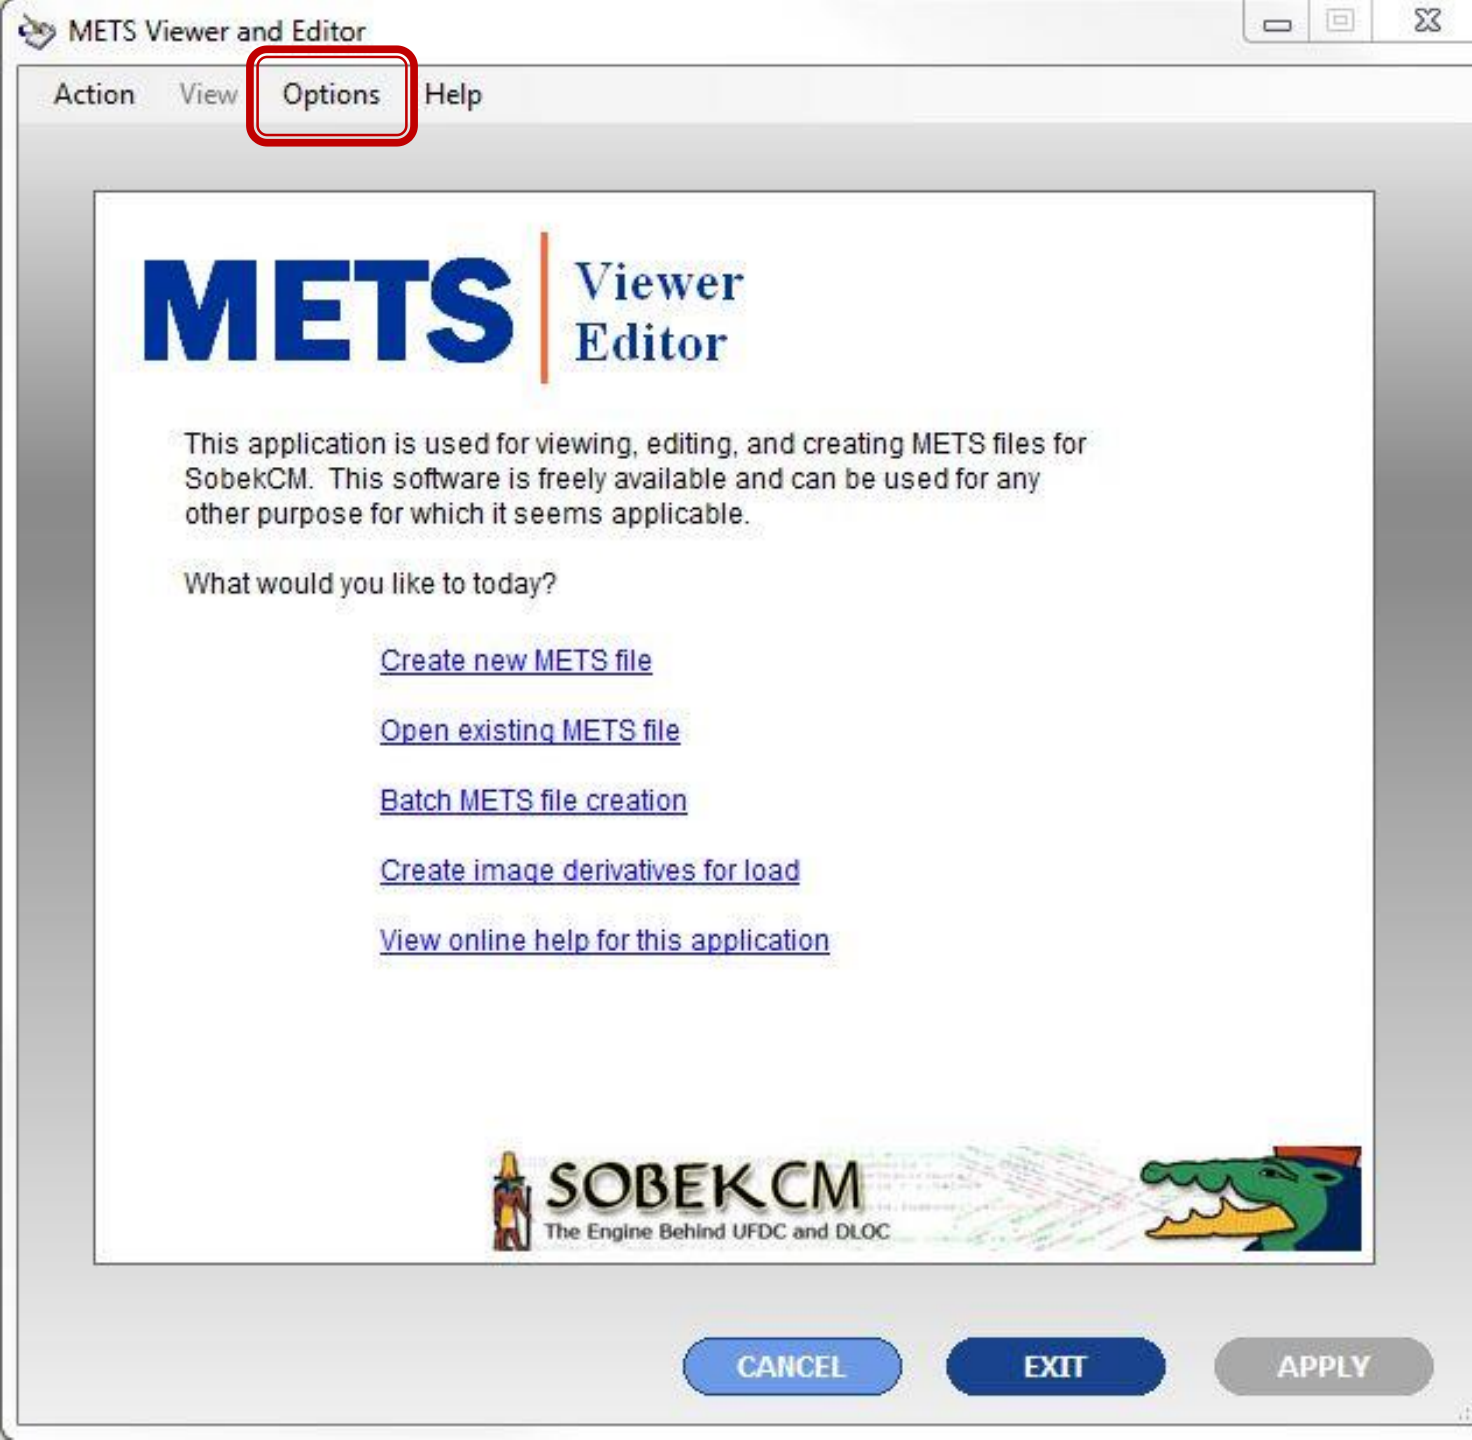 METS Viewer and Editor
Action View Options Help
METS
Viewer
Editor
This application is used for viewing, editing, and creating METS files for
SobekCM. This software is freely available and can be used for any
other purpose for which it seems applicable.
What would you like to today?
Create new METS file
Open existing METS file
Batch METS file creation
Create image derivatives for load
View online help for this application
SOBEKCM
The Engine Behind UFDC and DLOC
CANCEL EXIT APPLY